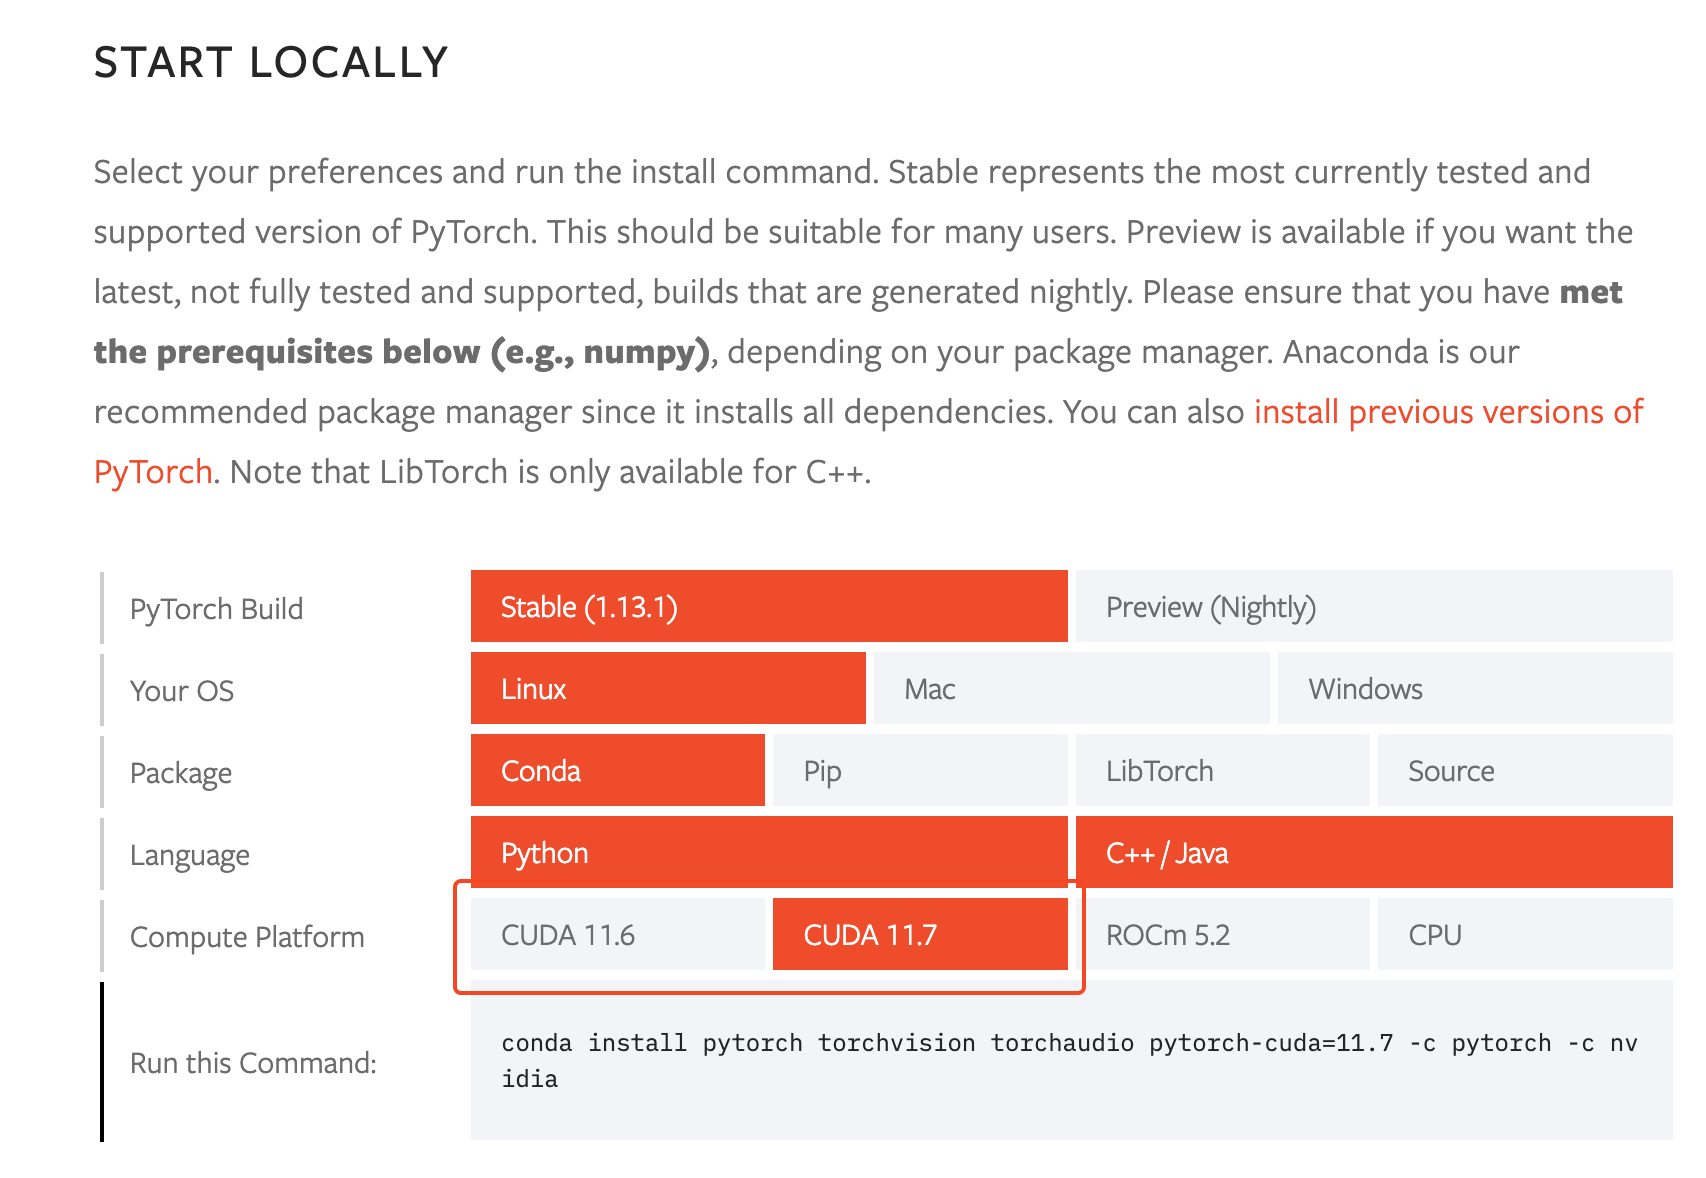 START LOCALLY
Select your preferences and run the install command. Stable represents the most currently tested and
supported version of PyTorch. This should be suitable for many users. Preview is available if you want the
latest, not fully tested and supported, builds that are generated nightly. Please ensure that you have met
the prerequisites below (e.g., numpy), depending on your package manager. Anaconda is our
recommended package manager since it installs all dependencies. You can also install previous versions of
PyTorch. Note that LibTorch is only available for C++.
PyTorch Build Stable (1.13.1) Preview (Nightly)
Your OS Linux Mac Windows
Package Conda Pip LibTorch Source
Language Python C++ / Java
Compute Platform CUDA 11.6 CUDA 11.7 ROCm 5.2 CPU
Run this Command: conda install pytorch torchvision torchaudio pytorch-cuda=11.7 -c pytorch -c nv
idia